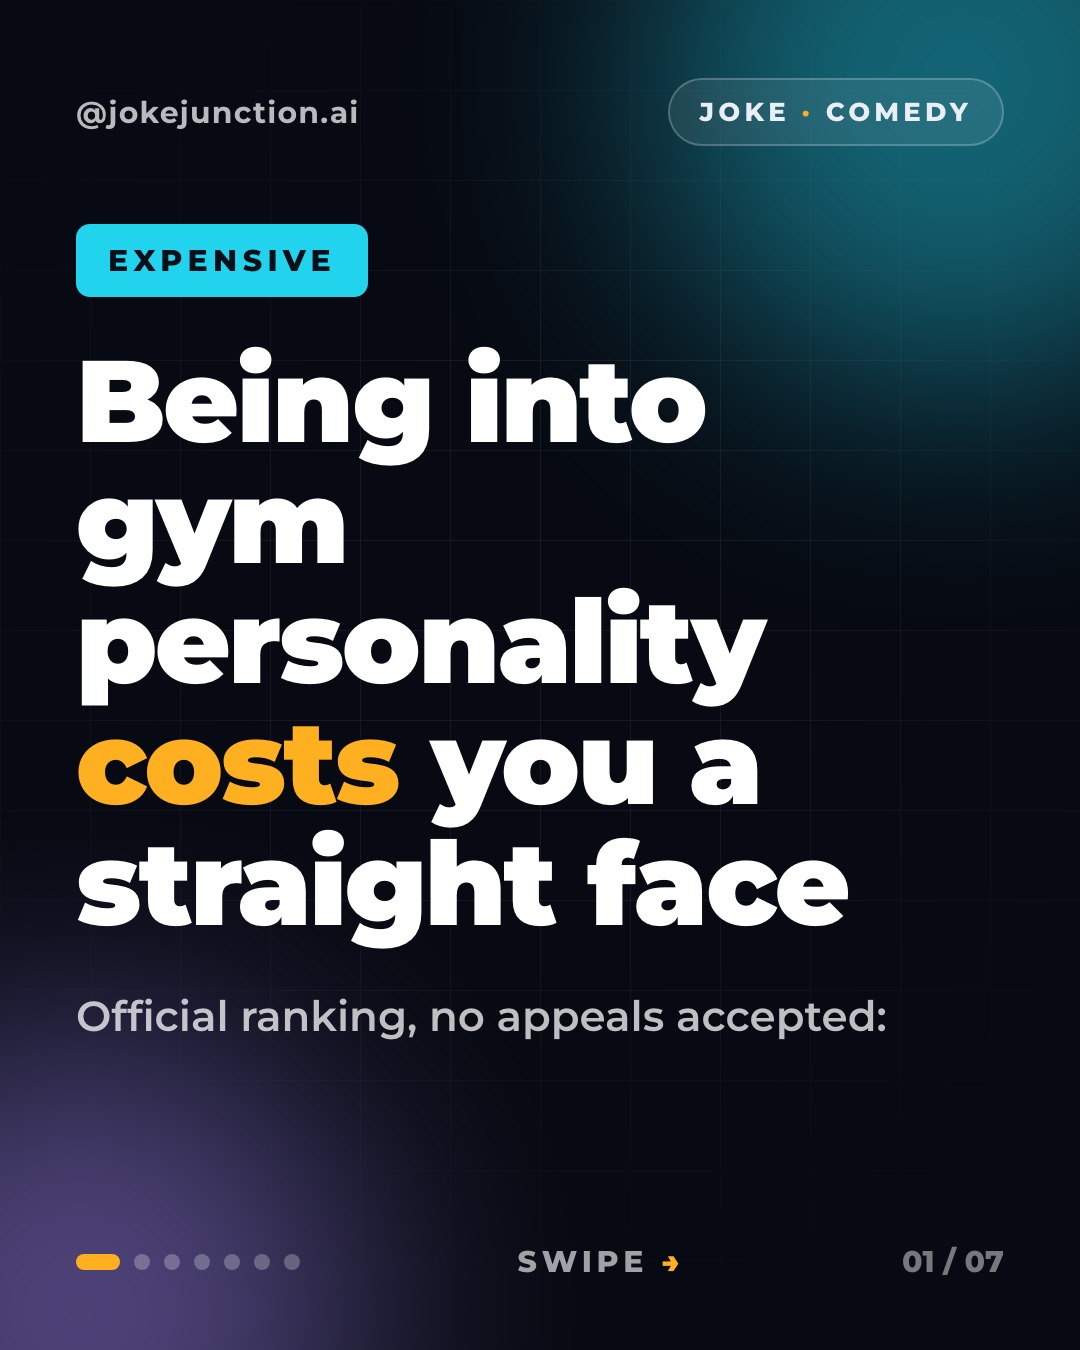 @jokejunction.ai
JOKE • COMEDY
EXPENSIVE
Being into
gym
personality
costs you a
straight face
Official ranking, no appeals accepted:
SWIPE →
01 / 07